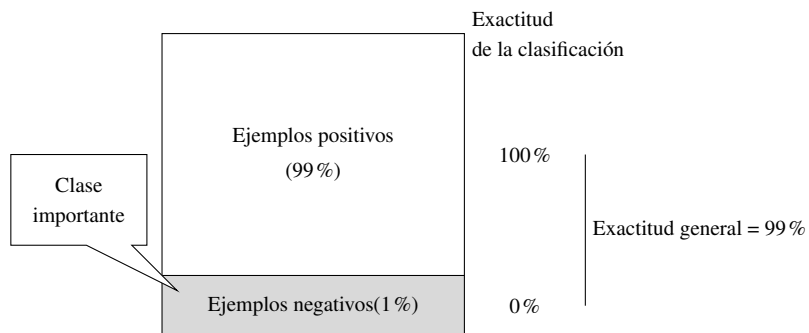 Exactitud
de la clasificación
Ejemplos positivos
(99 %)
100 %
Clase
importante
Exactitud general = 99 %
Ejemplos negativos(1 %)
0 %